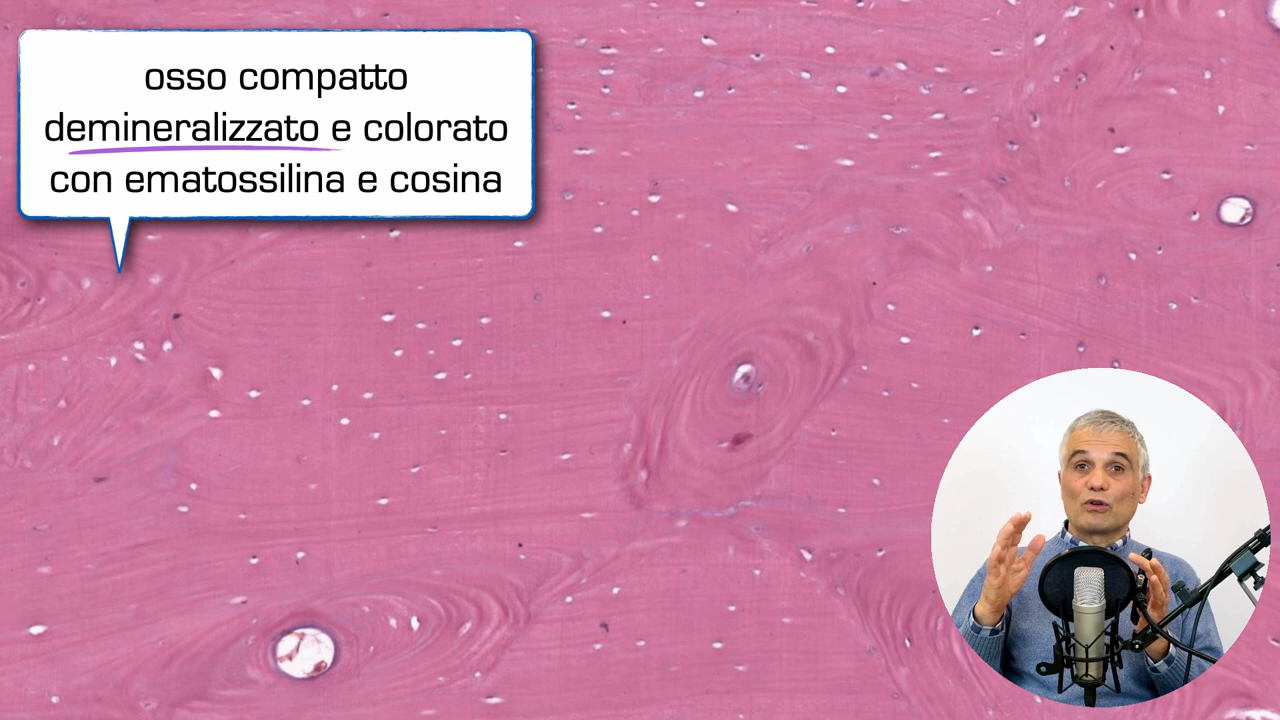 osso compatto
demineralizzato e colorato
con ematossilina e cosina